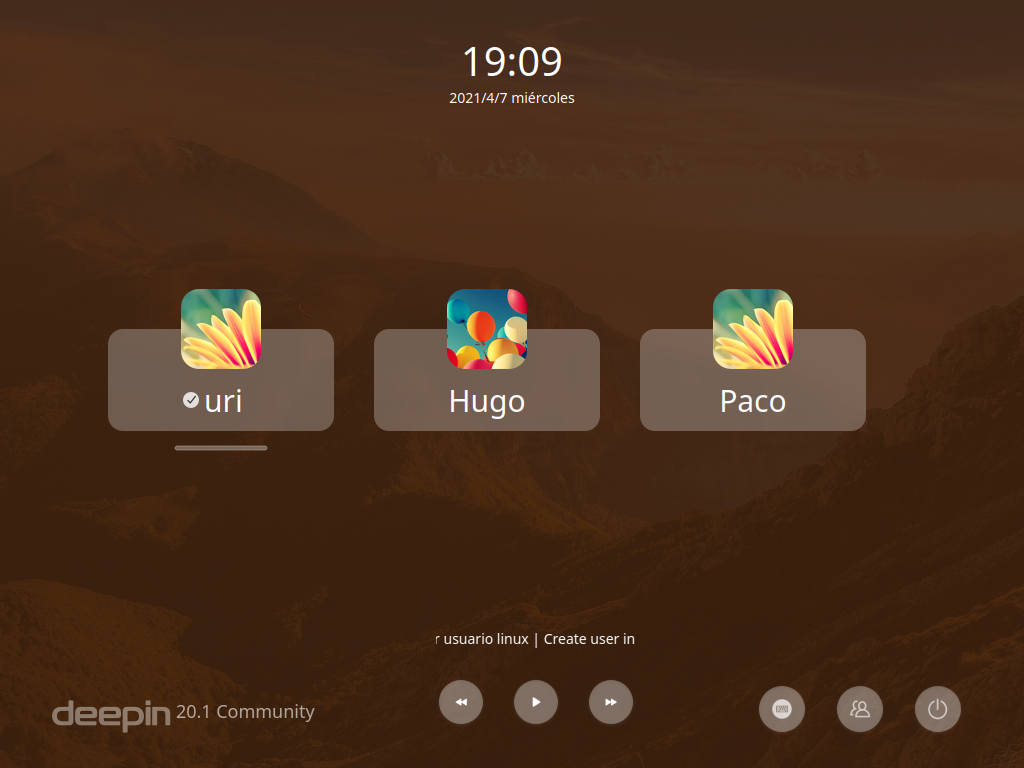 19:09
2021/4/7 miércoles
uri
Hugo
Paco
r usuario linux | Create user in
deepin 20.1 Community